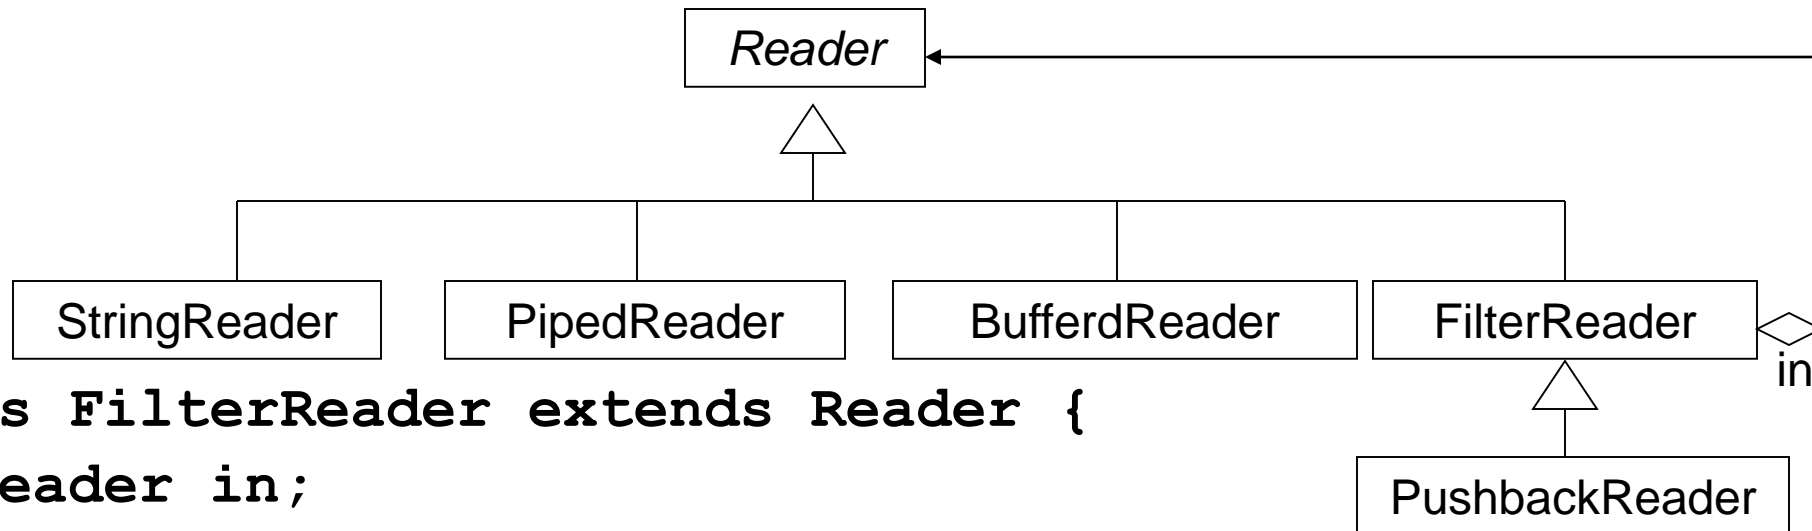 Reader
StringReader PipedReader BufferdReader FilterReader
in
s FilterReader extends Reader {
eader in;
PushbackReader